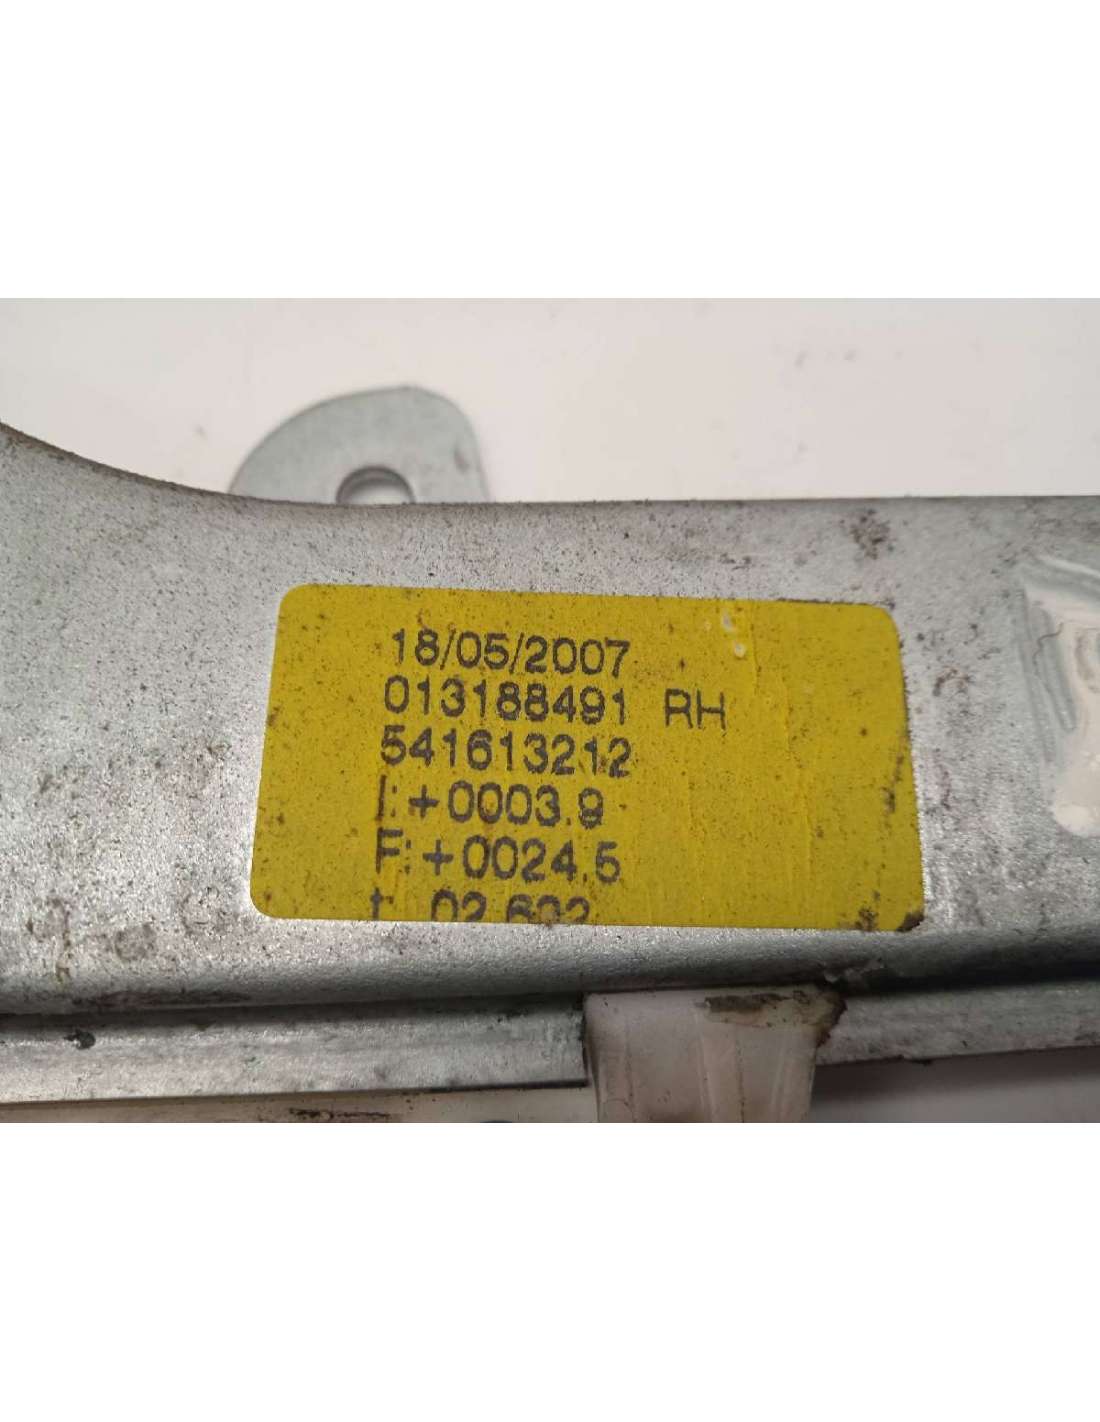 18/05/2007
013188491 RH
541613212
I:+0003.9
F:+0024.5